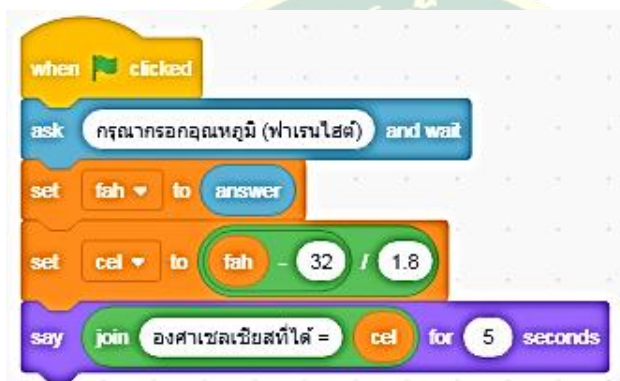 when clicked
ask กรุณากรอกอุณหภูมิ (ฟาเรนไฮต์) and wait
set fah to answer
set cel to fah - 32 / 1.8
say join องศาเซลเซียสที่ได้ = cel for 5 seconds